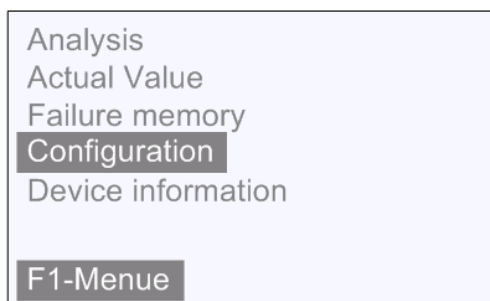 Analysis
Actual Value
Failure memory
Configuration
Device information
F1-Menue